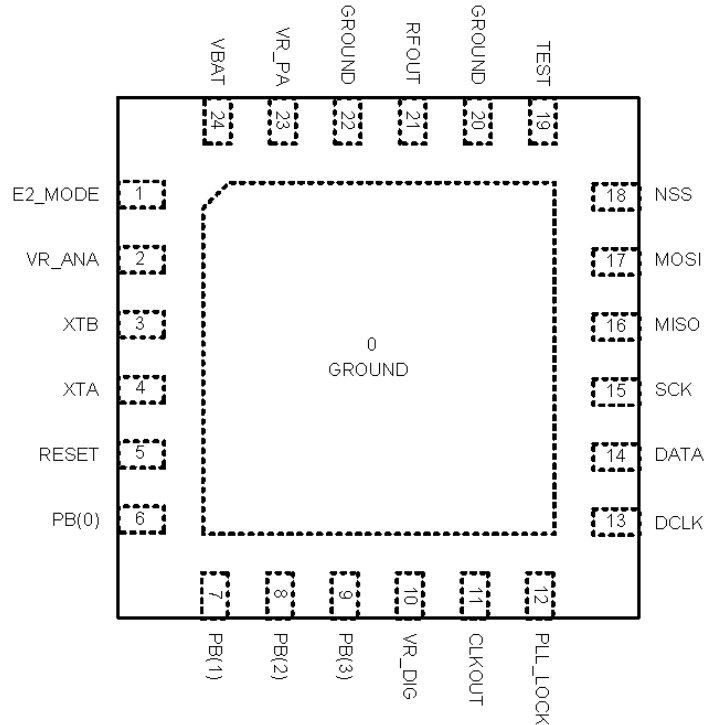 VBAT
VR_PA
GROUND
RFOUT
GROUND
TEST
24
23
22
21
20
19
E2_MODE 1
VR_ANA 2
XTB 3
XTA 4
RESET 5
PB(0) 6
0
GROUND
18 NSS
17 MOSI
16 MISO
15 SCK
14 DATA
13 DCLK
7
8
9
10
11
12
PB(1)
PB(2)
PB(3)
VR_DIG
CLKOUT
PLL_LOCK